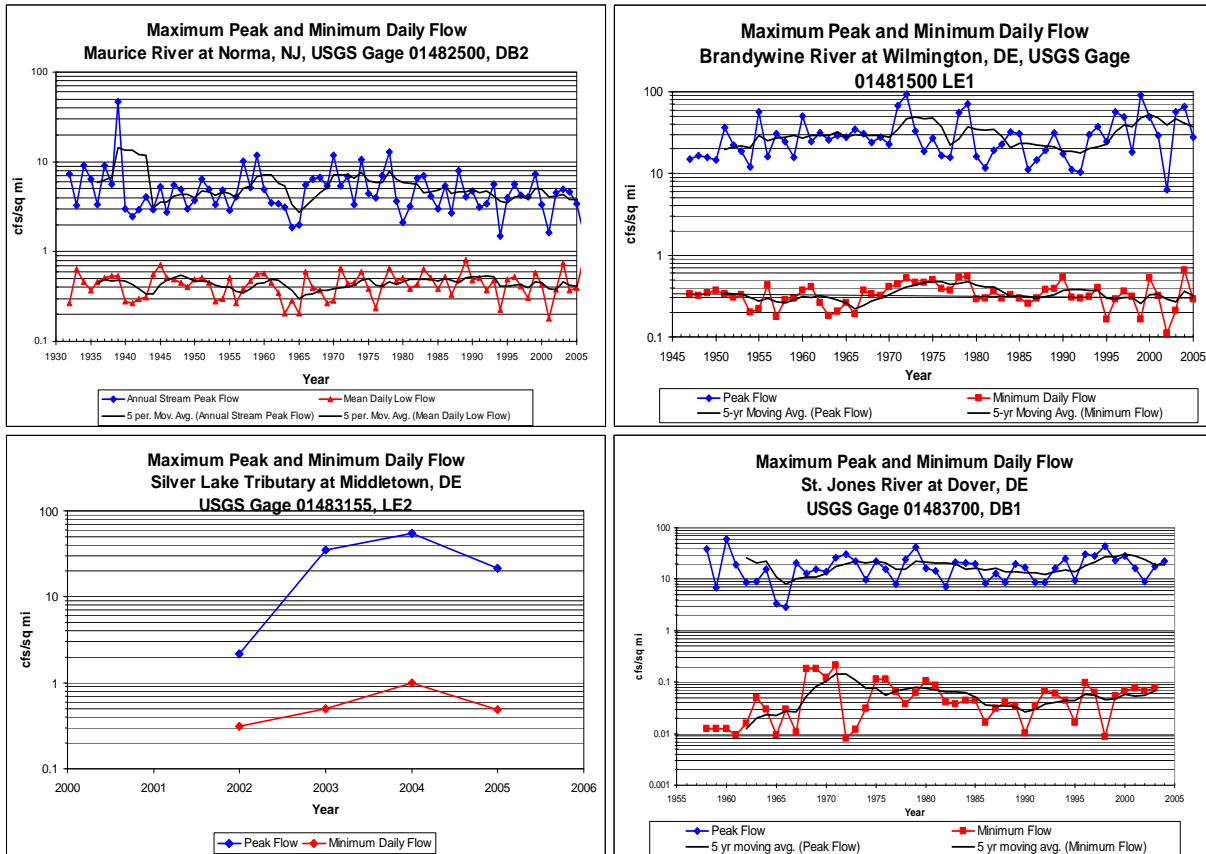 Maximum Peak and Minimum Daily Flow
Maurice River at Norma, NJ, USGS Gage 01482500, DB2
cfs/sq mi
100
10
1
0.1
1930 1935 1940 1945 1950 1955 1960 1965 1970 1975 1980 1985 1990 1995 2000 2005
Year
Annual Stream Peak Flow
Mean Daily Low Flow
5 per. Mov. Avg. (Annual Stream Peak Flow)
5 per. Mov. Avg. (Mean Daily Low Flow)
Maximum Peak and Minimum Daily Flow
Brandywine River at Wilmington, DE, USGS Gage
01481500 LE1
cfs/sq mi
100
10
1
0.1
1945 1950 1955 1960 1965 1970 1975 1980 1985 1990 1995 2000 2005
Year
Peak Flow
Minimum Daily Flow
5-yr Moving Avg. (Peak Flow)
5-yr Moving Avg. (Minimum Flow)
Maximum Peak and Minimum Daily Flow
Silver Lake Tributary at Middletown, DE
USGS Gage 01483155, LE2
cfs/sq mi
100
10
1
0.1
2000 2001 2002 2003 2004 2005 2006
Year
Peak Flow
Minimum Daily Flow
Maximum Peak and Minimum Daily Flow
St. Jones River at Dover, DE
USGS Gage 01483700, DB1
cfs/sq mi
100
10
1
0.1
0.01
0.001
1955 1960 1965 1970 1975 1980 1985 1990 1995 2000 2005
Year
Peak Flow
Minimum Flow
5 yr moving avg. (Peak Flow)
5 yr moving avg. (Minimum Flow)